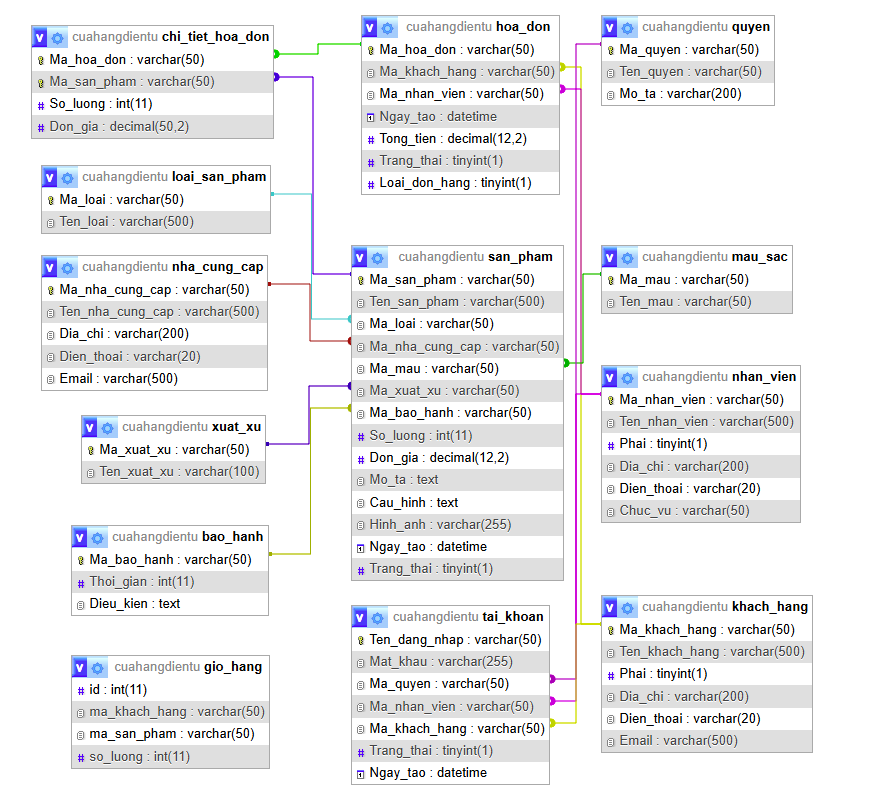 cuahangdientu chi_tiet_hoa_don
Ma_hoa_don : varchar(50)
Ma_san_pham : varchar(50)
So_luong : int(11)
Don_gia : decimal(50,2)
cuahangdientu hoa_don
Ma_hoa_don : varchar(50)
Ma_khach_hang : varchar(50)
Ma_nhan_vien : varchar(50)
Ngay_tao : datetime
Tong_tien : decimal(12,2)
Trang_thai : tinyint(1)
Loai_don_hang : tinyint(1)
cuahangdientu quyen
Ma_quyen : varchar(50)
Ten_quyen : varchar(50)
Mo_ta : varchar(200)
cuahangdientu loai_san_pham
Ma_loai : varchar(50)
Ten_loai : varchar(500)
cuahangdientu nha_cung_cap
Ma_nha_cung_cap : varchar(50)
Ten_nha_cung_cap : varchar(500)
Dia_chi : varchar(200)
Dien_thoai : varchar(20)
Email : varchar(500)
cuahangdientu san_pham
Ma_san_pham : varchar(50)
Ten_san_pham : varchar(500)
Ma_loai : varchar(50)
Ma_nha_cung_cap : varchar(50)
Ma_mau : varchar(50)
Ma_xuat_xu : varchar(50)
Ma_bao_hanh : varchar(50)
So_luong : int(11)
Don_gia : decimal(12,2)
Mo_ta : text
Cau_hinh : text
Hinh_anh : varchar(255)
Ngay_tao : datetime
Trang_thai : tinyint(1)
cuahangdientu mau_sac
Ma_mau : varchar(50)
Ten_mau : varchar(50)
cuahangdientu nhan_vien
Ma_nhan_vien : varchar(50)
Ten_nhan_vien : varchar(500)
Phai : tinyint(1)
Dia_chi : varchar(200)
Dien_thoai : varchar(20)
Chuc_vu : varchar(50)
cuahangdientu xuat_xu
Ma_xuat_xu : varchar(50)
Ten_xuat_xu : varchar(100)
cuahangdientu bao_hanh
Ma_bao_hanh : varchar(50)
Thoi_gian : int(11)
Dieu_kien : text
cuahangdientu gio_hang
id : int(11)
ma_khach_hang : varchar(50)
ma_san_pham : varchar(50)
so_luong : int(11)
cuahangdientu tai_khoan
Ten_dang_nhap : varchar(50)
Mat_khau : varchar(255)
Ma_quyen : varchar(50)
Ma_nhan_vien : varchar(50)
Ma_khach_hang : varchar(50)
Trang_thai : tinyint(1)
Ngay_tao : datetime
cuahangdientu khach_hang
Ma_khach_hang : varchar(50)
Ten_khach_hang : varchar(500)
Phai : tinyint(1)
Dia_chi : varchar(200)
Dien_thoai : varchar(20)
Email : varchar(500)